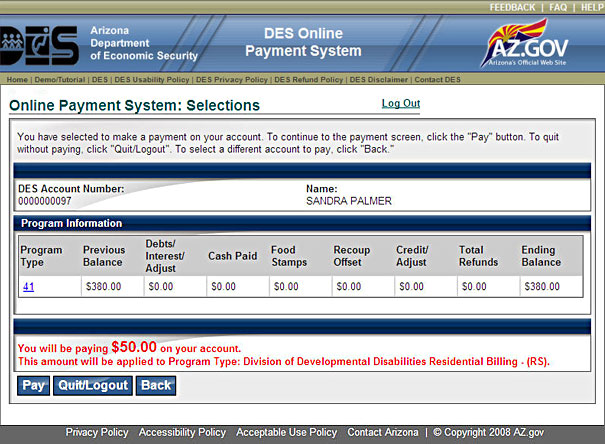 FEEDBACK | FAQ | HELP
DES
Arizona
Department
of Economic Security
DES Online
Payment System
AZ.GOV
Arizona's Official Web Site
Home | Demo/Tutorial | DES | DES Usability Policy | DES Privacy Policy | DES Refund Policy | DES Disclaimer | Contact DES
Online Payment System: Selections
Log Out
You have selected to make a payment on your account. To continue to the payment screen, click the "Pay" button. To quit
without paying, click "Quit/Logout". To select a different account to pay, click "Back."
DES Account Number:
0000000097
Name:
SANDRA PALMER
Program Information
Program Type
Previous Balance
Debts/ Interest/ Adjust
Cash Paid
Food Stamps
Recoup Offset
Credit/ Adjust
Total Refunds
Ending Balance
41 $380.00 $0.00 $0.00 $0.00 $0.00 $0.00 $0.00 $380.00
You will be paying $50.00 on your account.
This amount will be applied to Program Type: Division of Developmental Disabilities Residential Billing - (RS).
Pay Quit/Logout Back
Privacy Policy Accessibility Policy Acceptable Use Policy Contact Arizona | © Copyright 2008 AZ.gov